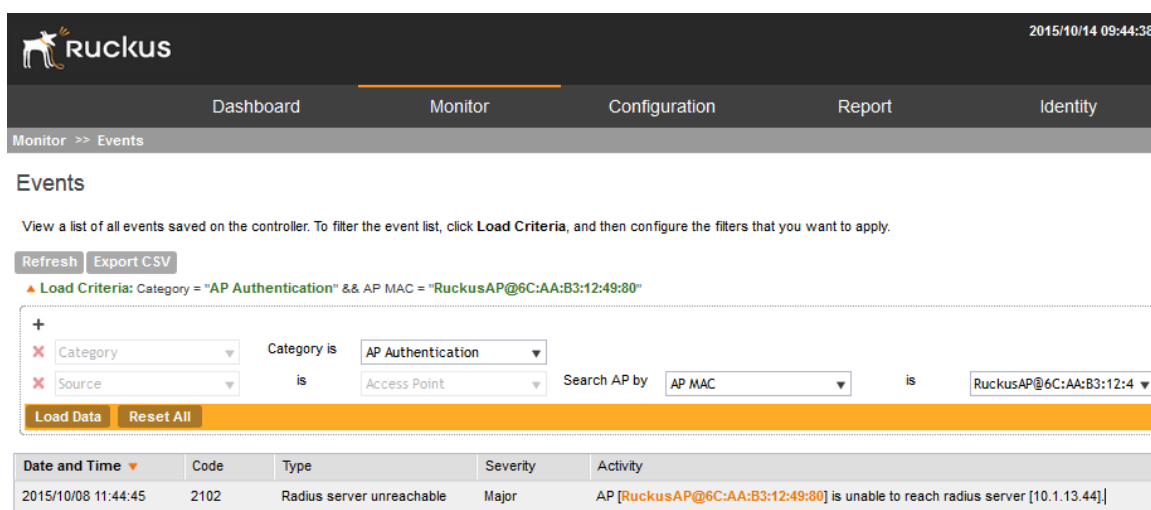 Ruckus
2015/10/14 09:44:38
Dashboard Monitor Configuration Report Identity
Monitor >> Events
Events
View a list of all events saved on the controller. To filter the event list, click Load Criteria, and then configure the filters that you want to apply.
Refresh Export CSV
Load Criteria: Category = "AP Authentication" && AP MAC = "RuckusAP@6C:AA:B3:12:49:80"
+
Category Category is AP Authentication
Source is Access Point Search AP by AP MAC is RuckusAP@6C:AA:B3:12:4
Load Data Reset All
Date and Time Code Type Severity Activity
2015/10/08 11:44:45 2102 Radius server unreachable Major AP [RuckusAP@6C:AA:B3:12:49:80] is unable to reach radius server [10.1.13.44].